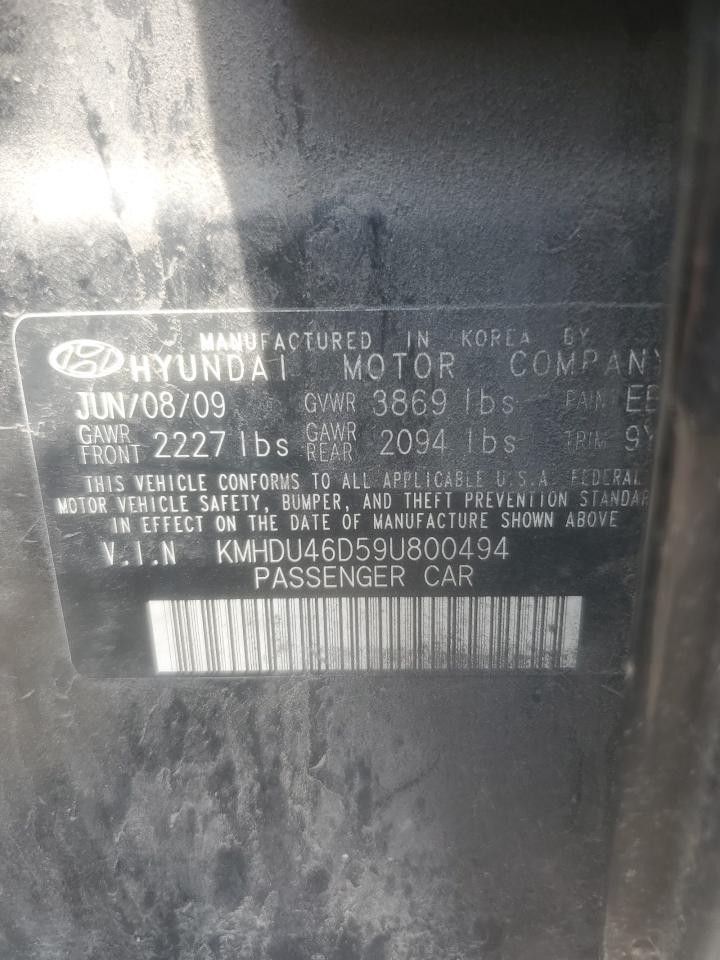 MANUFACTURED IN KOREA BY
HYUNDAI MOTOR COMPANY
JUN/08/09 GVWR 3869 lbs PAINT
GAWR FRONT 2227 lbs GAWR REAR 2094 lbs TRIM
THIS VEHICLE CONFORMS TO ALL APPLICABLE U.S.A FEDERAL
MOTOR VEHICLE SAFETY, BUMPER, AND THEFT PREVENTION STANDAR
IN EFFECT ON THE DATE OF MANUFACTURE SHOWN ABOVE
V.I.N KMHDU46D59U800494
PASSENGER CAR